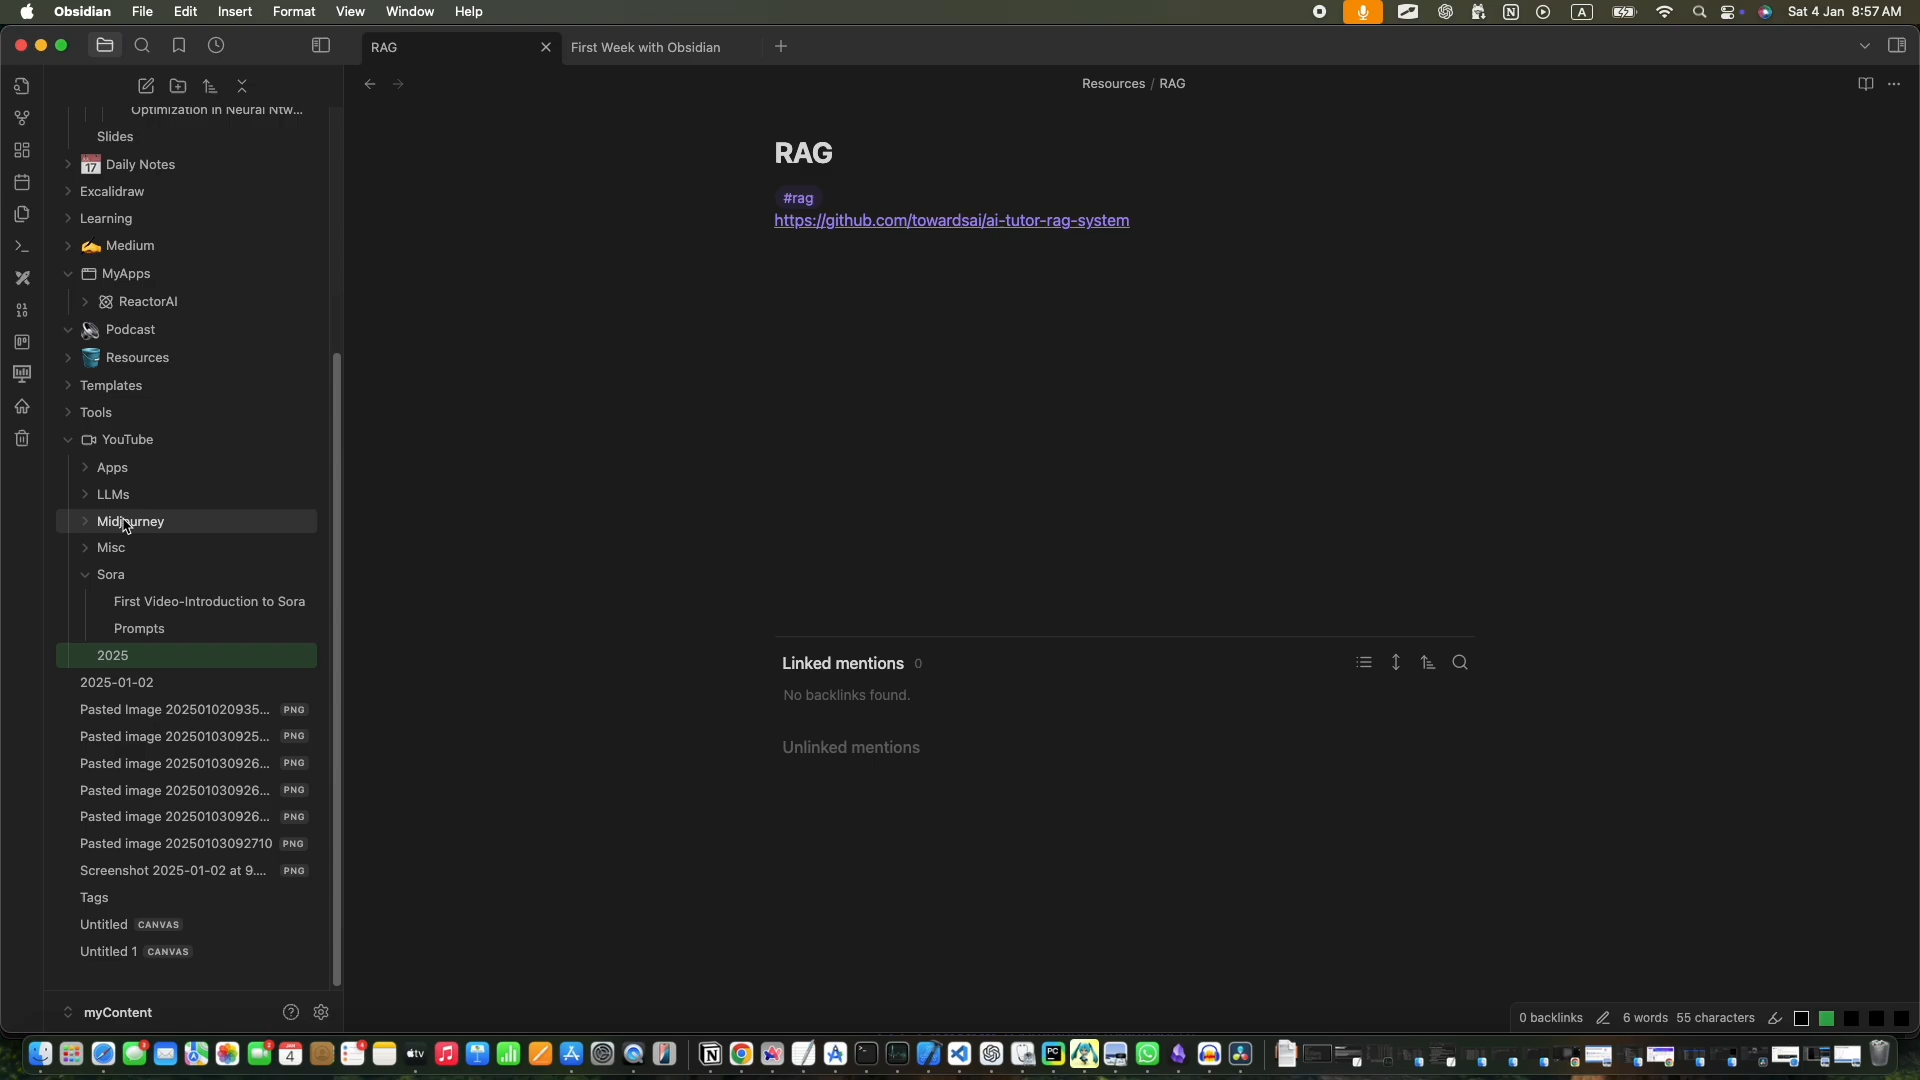 Obsidian File Edit Insert Format View Window Help
Sat 4 Jan 8:57 AM
RAG
First Week with Obsidian
Resources / RAG
Optimization in Neural Ntw...
Slides
Daily Notes
Excalidraw
Learning
Medium
MyApps
ReactorAI
Podcast
Resources
Templates
Tools
YouTube
Apps
LLMs
Midjourney
Misc
Sora
First Video-Introduction to Sora
Prompts
2025
2025-01-02
Pasted Image 202501020935... PNG
Pasted image 202501030925... PNG
Pasted image 202501030926... PNG
Pasted image 202501030926... PNG
Pasted image 202501030926... PNG
Pasted image 20250103092710 PNG
Screenshot 2025-01-02 at 9.... PNG
Tags
Untitled CANVAS
Untitled 1 CANVAS
myContent
RAG
#rag
https://github.com/towardsai/ai-tutor-rag-system
Linked mentions 0
No backlinks found.
Unlinked mentions
0 backlinks 6 words 55 characters